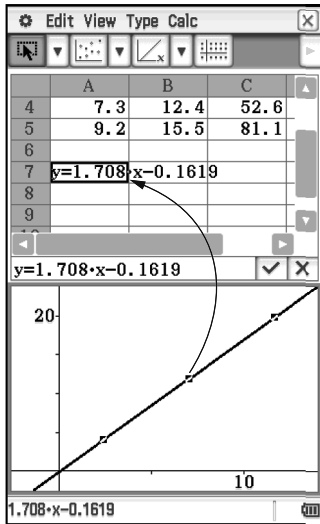 Edit View Type Calc
A B C
4 7.3 12.4 52.6
5 9.2 15.5 81.1
6
7 y=1.708•x−0.1619
8
9
y=1.708•x−0.1619
20
10
1.708•x−0.1619